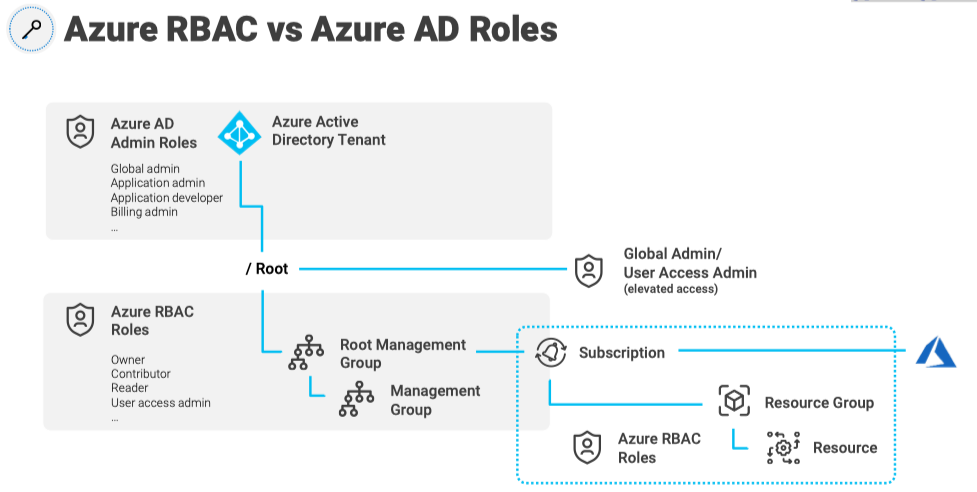 Azure RBAC vs Azure AD Roles
Azure AD
Admin Roles
Global admin
Application admin
Application developer
Billing admin
...
Azure Active
Directory Tenant
/ Root
Global Admin/
User Access Admin
(elevated access)
Azure RBAC
Roles
Owner
Contributor
Reader
User access admin
...
Root Management
Group
Management
Group
Subscription
Resource Group
Azure RBAC
Roles
Resource